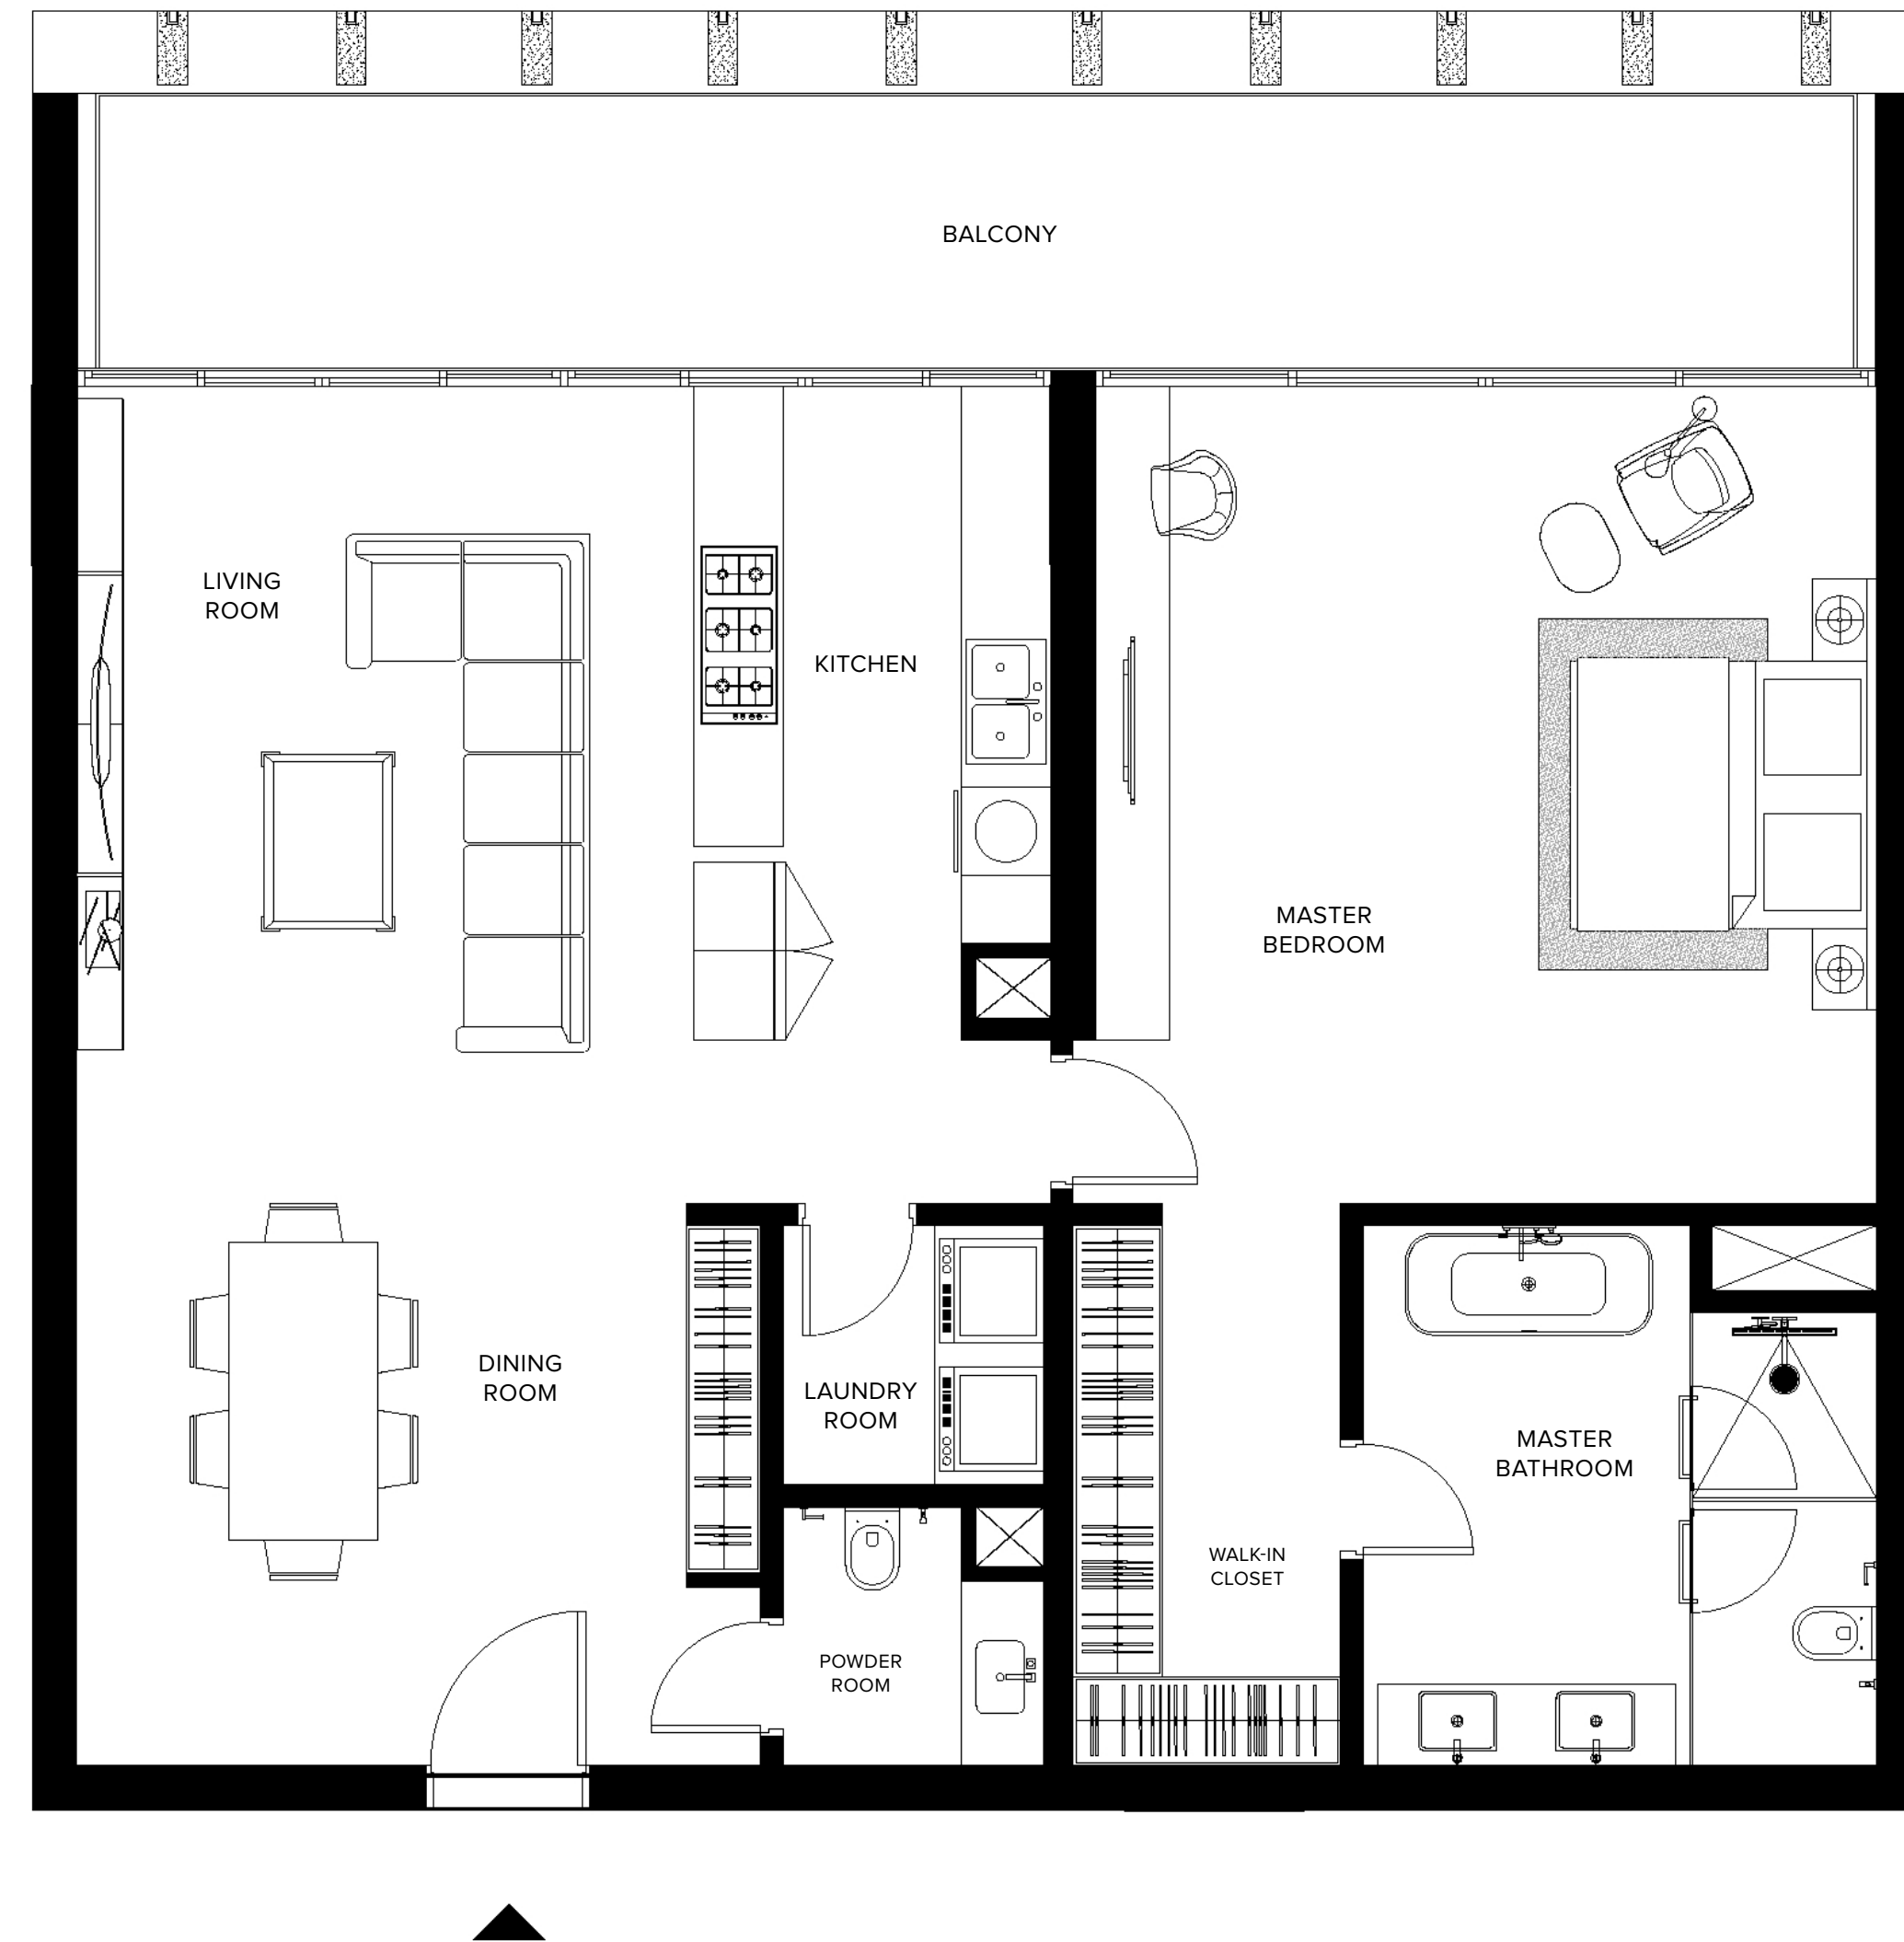 BALCONY
LIVING
ROOM
KITCHEN
MASTER
BEDROOM
DINING
ROOM
LAUNDRY
ROOM
MASTER
BATHROOM
WALK-IN
CLOSET
POWDER
ROOM